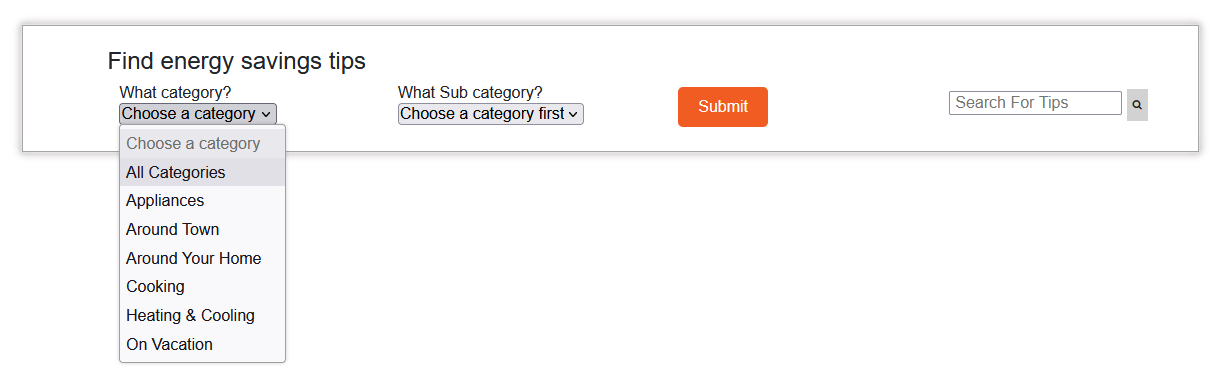 Find energy savings tips
What category?
Choose a category
What Sub category?
Choose a category first
Submit
Search For Tips
Choose a category
All Categories
Appliances
Around Town
Around Your Home
Cooking
Heating & Cooling
On Vacation